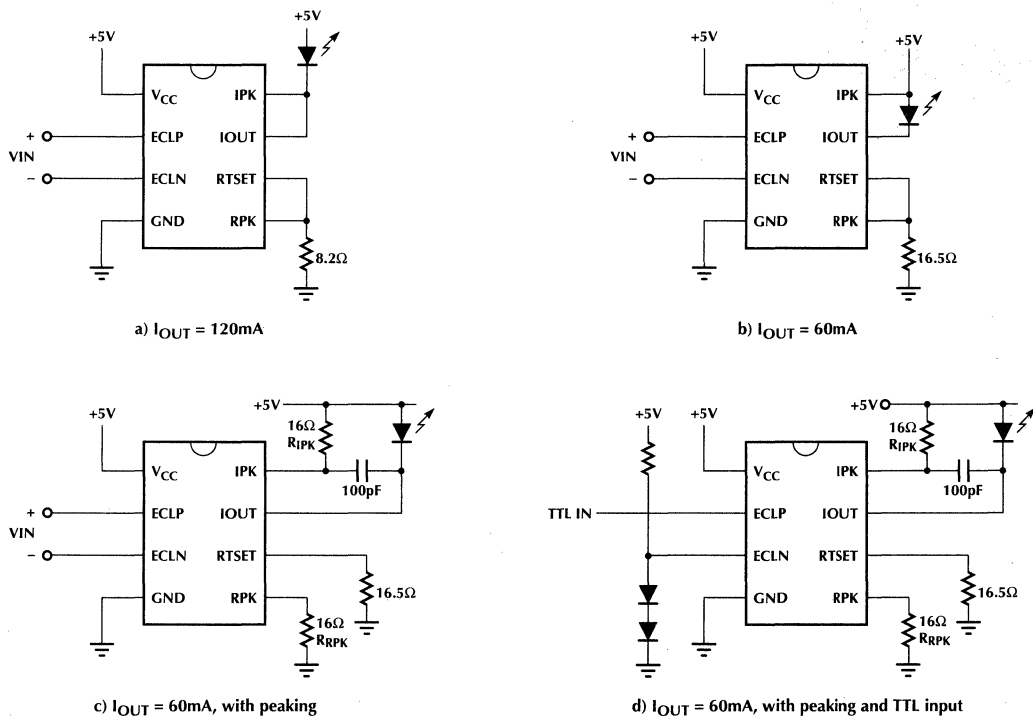 +5V
+5V
VCC
IPK
+
ECLP
IOUT
VIN
−
ECLN
RTSET
GND
RPK
8.2Ω
a) IOUT = 120mA
+5V
+5V
VCC
IPK
+
ECLP
IOUT
VIN
−
ECLN
RTSET
GND
RPK
16.5Ω
b) IOUT = 60mA
+5V
+5V
16Ω
RIPK
VCC
IPK
100pF
+
ECLP
IOUT
VIN
−
ECLN
RTSET
16.5Ω
GND
RPK
16Ω
RRPK
c) IOUT = 60mA, with peaking
+5V
+5V
+5V
16Ω
RIPK
VCC
IPK
100pF
TTL IN
ECLP
IOUT
ECLN
RTSET
16.5Ω
GND
RPK
16Ω
RRPK
d) IOUT = 60mA, with peaking and TTL input